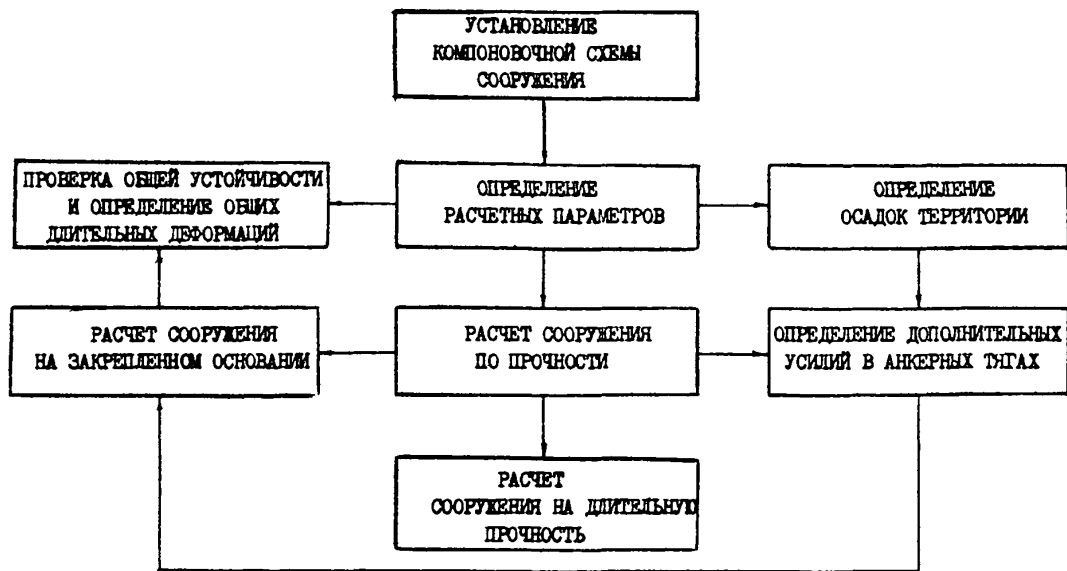 УСТАНОВЛЕНИЕ
КОМПОНОВОЧНОЙ СХЕМЫ
СООРУЖЕНИЯ
ПРОВЕРКА ОБЩЕЙ УСТОЙЧИВОСТИ
И ОПРЕДЕЛЕНИЕ ОБЩИХ
ДЛИТЕЛЬНЫХ ДЕФОРМАЦИЙ
ОПРЕДЕЛЕНИЕ
РАСЧЕТНЫХ ПАРАМЕТРОВ
ОПРЕДЕЛЕНИЕ
ОСАДОК ТЕРРИТОРИИ
РАСЧЕТ СООРУЖЕНИЯ
НА ЗАКРЕПЛЕННОМ ОСНОВАНИИ
РАСЧЕТ СООРУЖЕНИЯ
ПО ПРОЧНОСТИ
ОПРЕДЕЛЕНИЕ ДОПОЛНИТЕЛЬНЫХ
УСИЛИЙ В АНКЕРНЫХ ТЯГАХ
РАСЧЕТ
СООРУЖЕНИЯ НА ДЛИТЕЛЬНУЮ
ПРОЧНОСТЬ